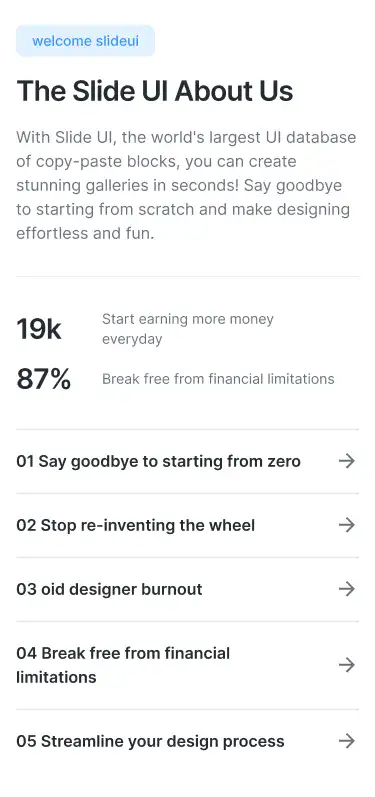 welcome slideui
The Slide UI About Us
With Slide UI, the world's largest UI database
of copy-paste blocks, you can create
stunning galleries in seconds! Say goodbye
to starting from scratch and make designing
effortless and fun.
19k
Start earning more money
everyday
87%
Break free from financial limitations
01 Say goodbye to starting from zero
02 Stop re-inventing the wheel
03 oid designer burnout
04 Break free from financial
limitations
05 Streamline your design process